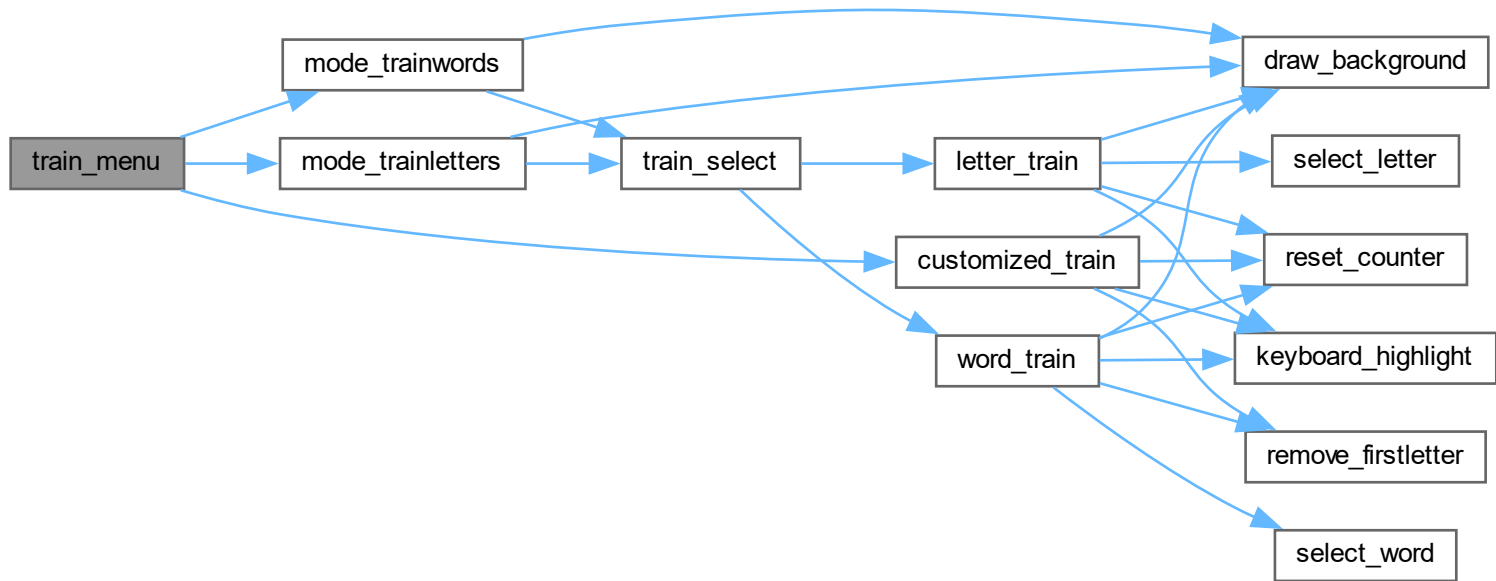 train_menu
mode_trainwords
mode_trainletters
train_select
letter_train
customized_train
word_train
draw_background
select_letter
reset_counter
keyboard_highlight
remove_firstletter
select_word